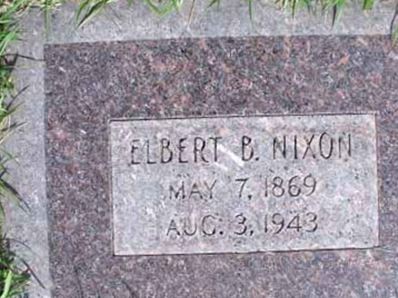 ELBERT B. NIXON
MAY 7, 1869
AUG. 3, 1943